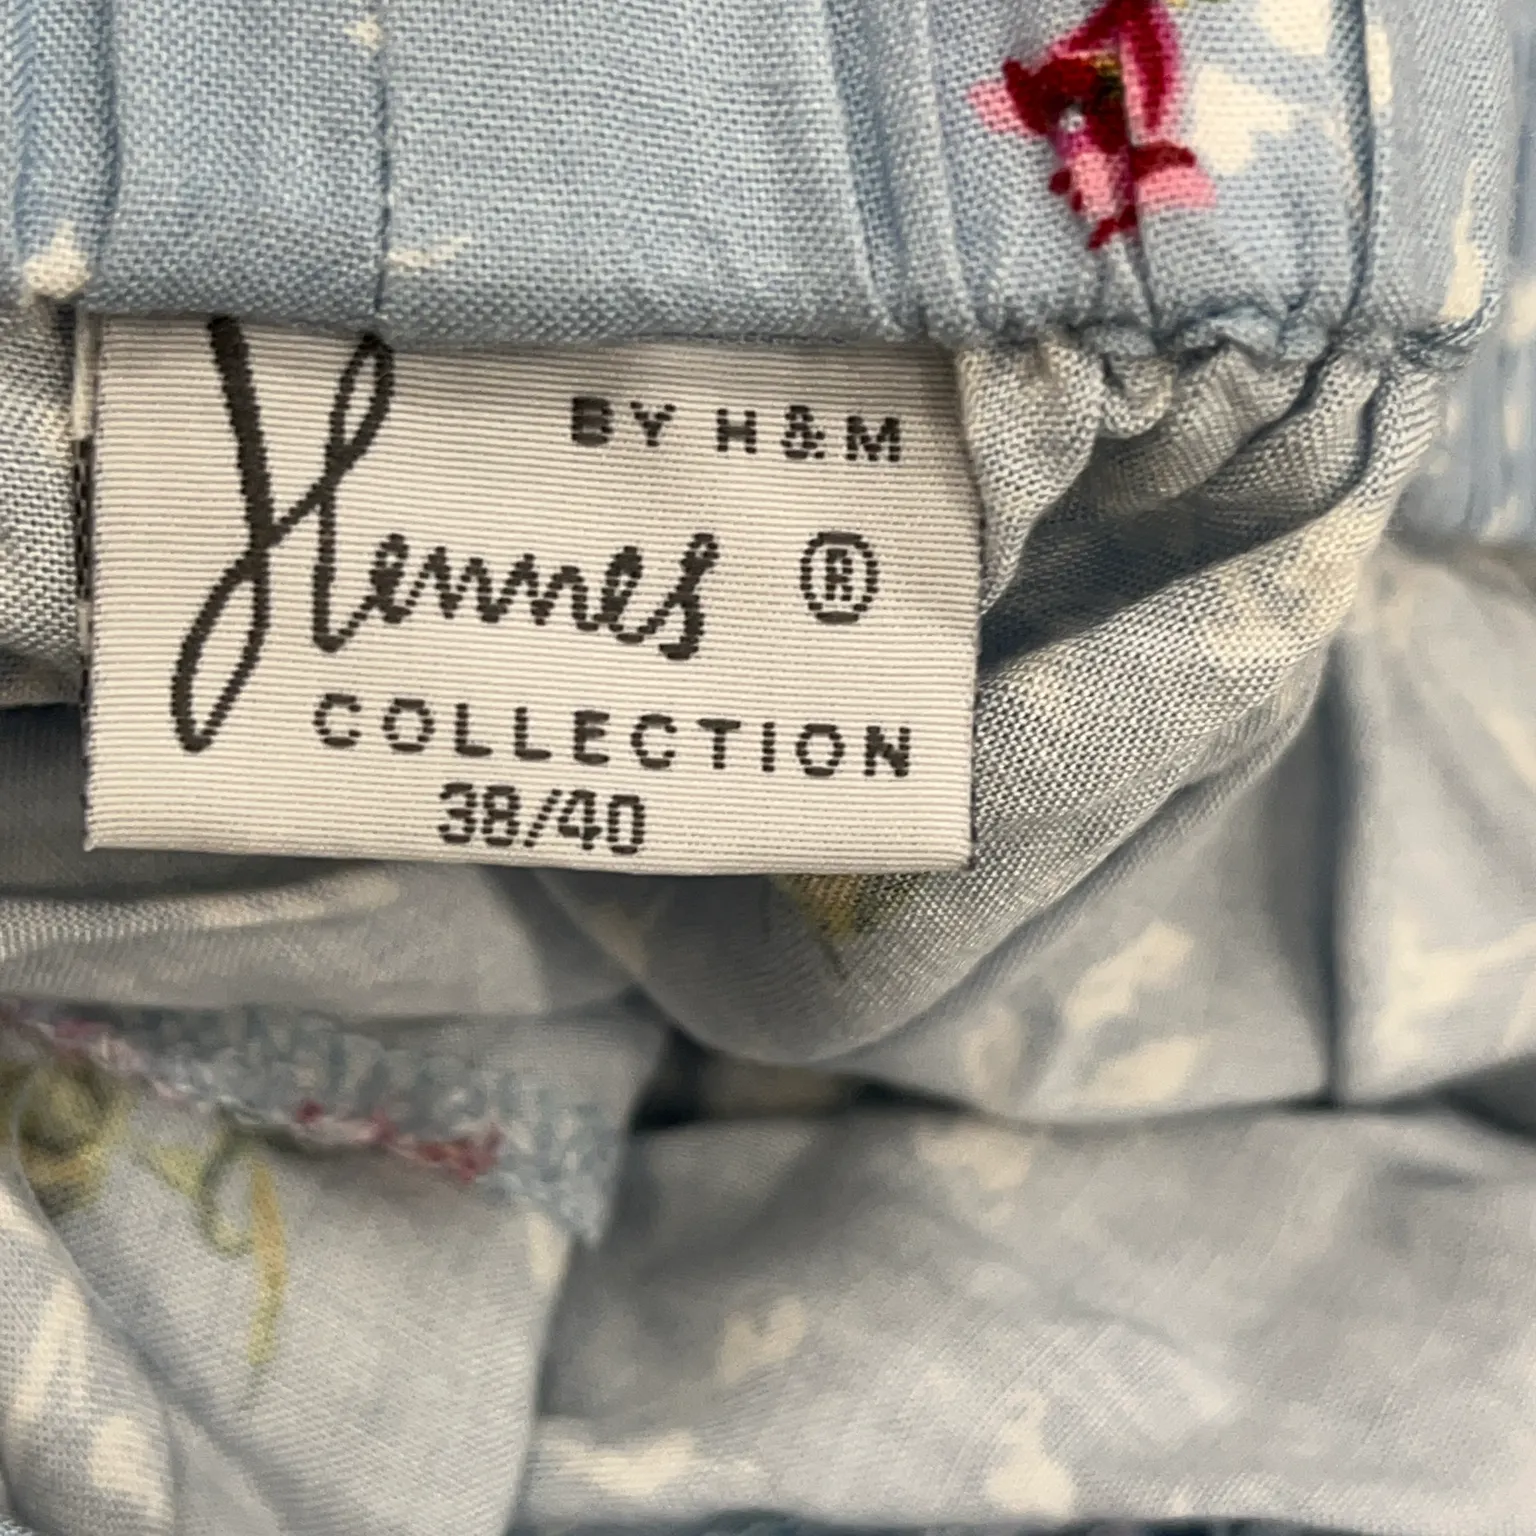 BY H&M
Hennes ®
COLLECTION
38/40